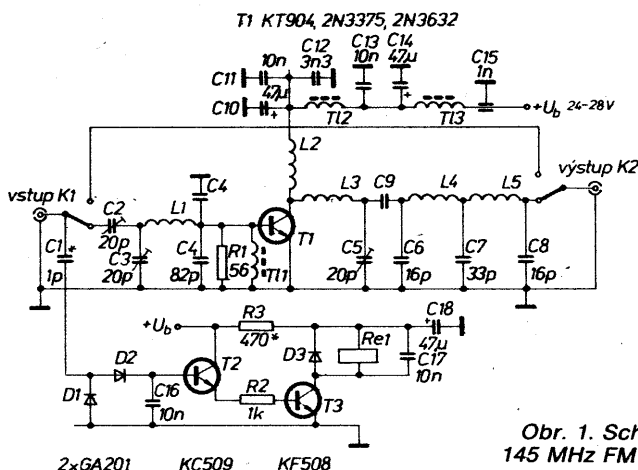 T1 KT904, 2N3375, 2N3632
C11
10n
C12
3n3
C13
10n
C14
47µ
C15
1n
C10
47µ
+
+
Tl2
Tl3
+Ub 24-28V
L2
vstup K1
C2
20p
L1
C4
T1
L3
C9
L4
L5
výstup K2
C1
1p
C3
20p
C4
82p
R1
56
Tl1
C5
20p
C6
16p
C7
33p
C8
16p
+Ub
R3
470*
D3
Re1
C18
+
47µ
C17
10n
D1
D2
C16
10n
T2
R2
1k
T3
2xGA201 KC509 KF508
Obr. 1. Sch
145 MHz FM